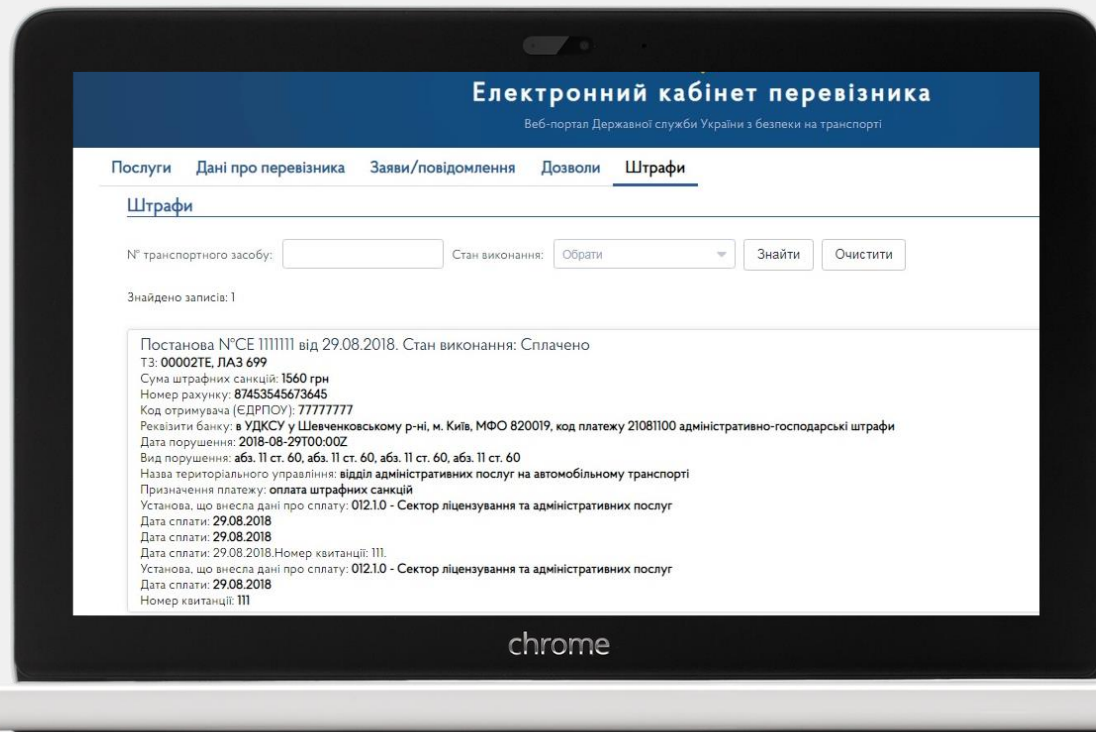 Електронний кабінет перевізника
Веб-портал Державної служби України з безпеки на транспорті
Послуги Дані про перевізника Заяви/повідомлення Дозволи Штрафи
Штрафи
N° транспортного засобу: Стан виконання: Обрати Знайти Очистити
Знайдено записів: 1
Постанова N°СЕ 1111111 від 29.08.2018. Стан виконання: Сплачено
ТЗ: 00002ТЕ, ЛАЗ 699
Сума штрафних санкцій: 1560 грн
Номер рахунку: 87453545673645
Код отримувача (ЄДРПОУ): 77777777
Реквізити банку: в УДКСУ у Шевченковському р-ні, м. Київ, МФО 820019, код платежу 21081100 адміністративно-господарські штрафи
Дата порушення: 2018-08-29T00:00Z
Вид порушення: абз. 11 ст. 60, абз. 11 ст. 60, абз. 11 ст. 60, абз. 11 ст. 60
Назва територіального управління: відділ адміністративних послуг на автомобільному транспорті
Призначення платежу: оплата штрафних санкцій
Установа, що внесла дані про сплату: 012.1.0 - Сектор ліцензування та адміністративних послуг
Дата сплати: 29.08.2018
Дата сплати: 29.08.2018
Дата сплати: 29.08.2018.Номер квитанції: 111.
Установа, що внесла дані про сплату: 012.1.0 - Сектор ліцензування та адміністративних послуг
Дата сплати: 29.08.2018
Номер квитанції: 111
chrome